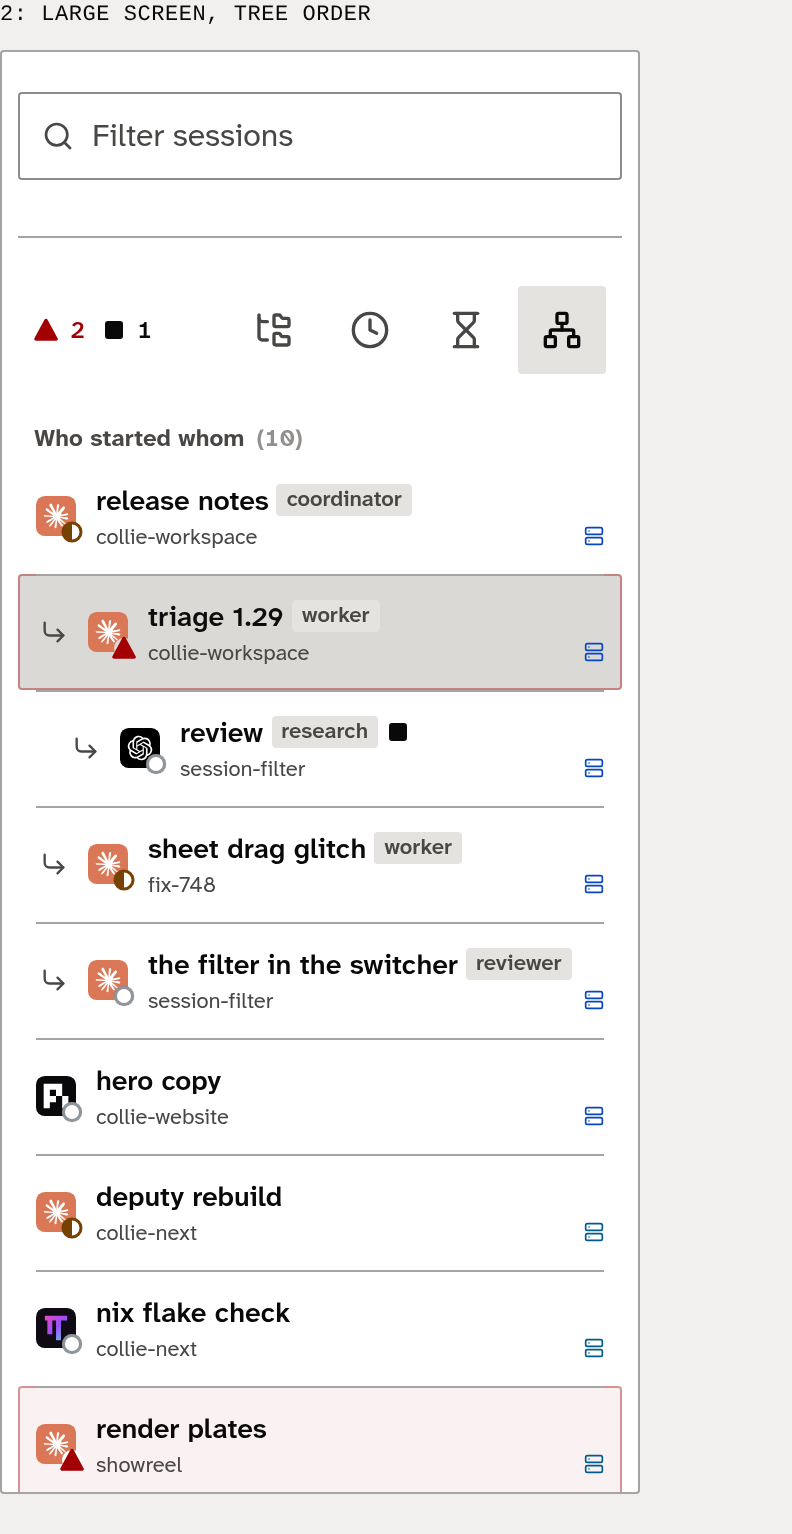 2: LARGE SCREEN, TREE ORDER
Filter sessions
2 1
Who started whom (10)
release notes coordinator
collie-workspace
triage 1.29 worker
collie-workspace
review research
session-filter
sheet drag glitch worker
fix-748
the filter in the switcher reviewer
session-filter
hero copy
collie-website
deputy rebuild
collie-next
nix flake check
collie-next
render plates
showreel